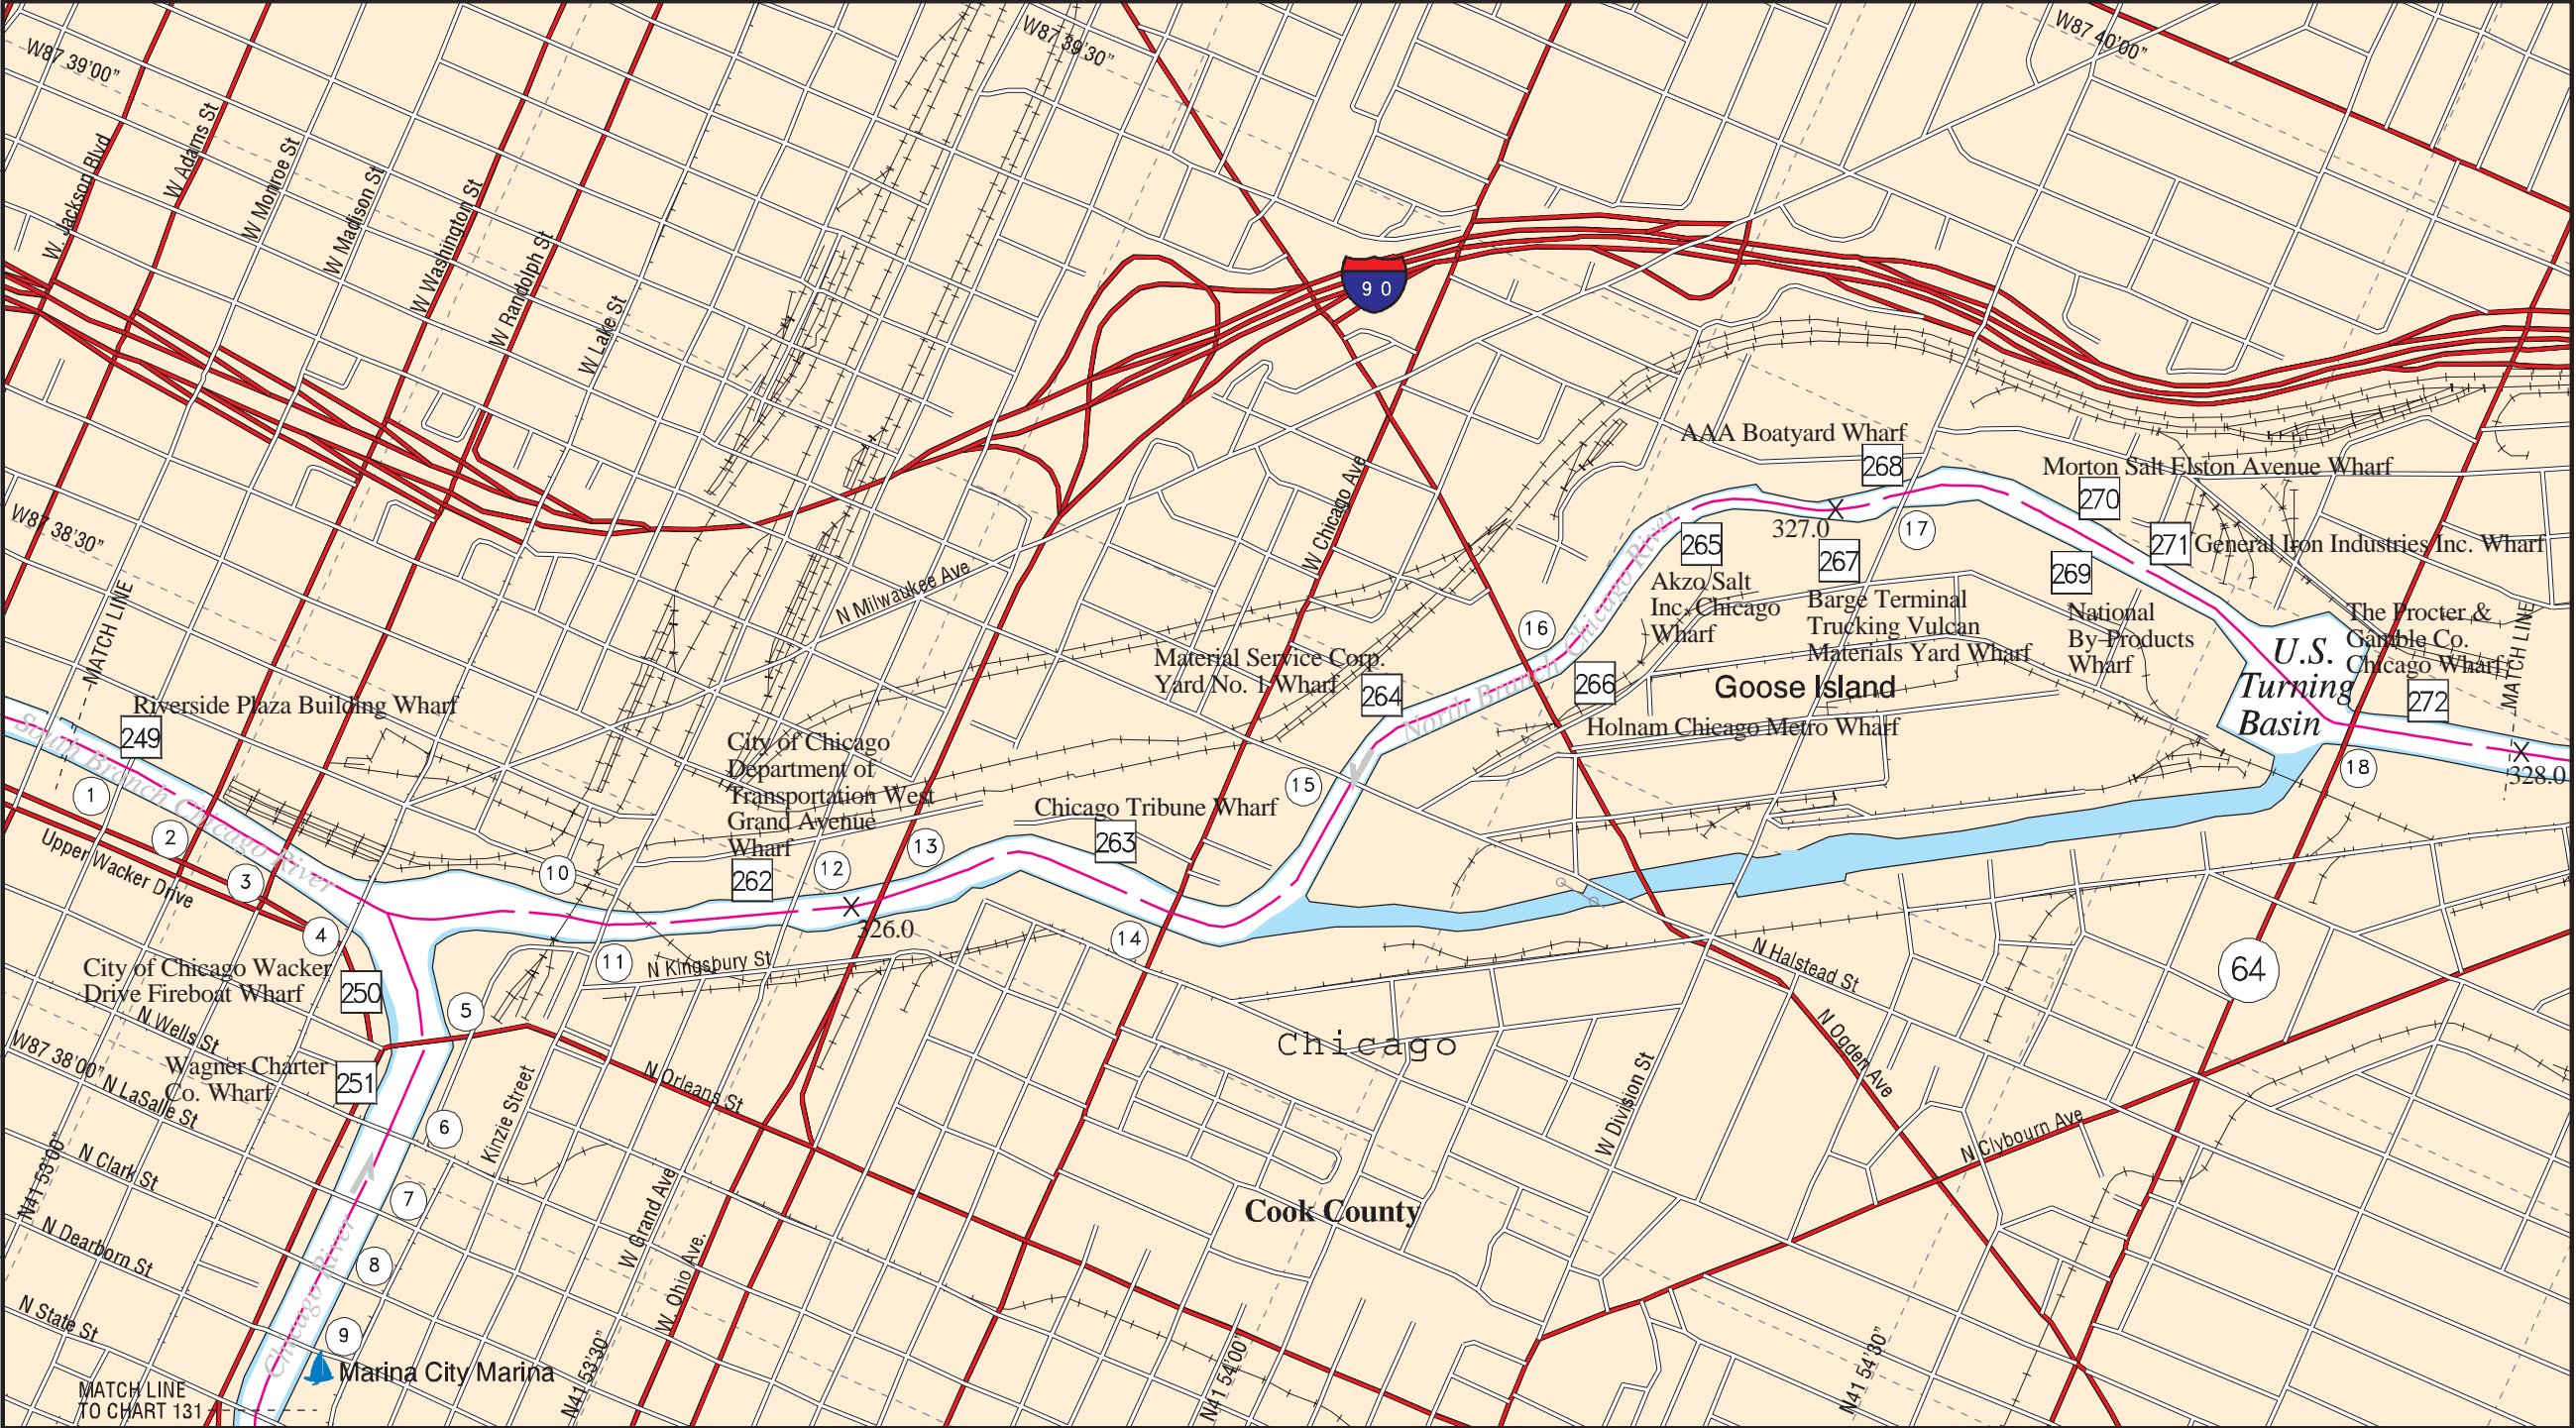 W87 39'00"
W87 39'30"
W87 40'00"
W. Jackson Blvd
W Adams St
W Monroe St
W Madison St
W Washington St
W Randolph St
W Lake St
90
W87 38'30"
MATCH LINE
N Milwaukee Ave
W Chicago Ave
AAA Boatyard Wharf
268
Morton Salt Elston Avenue Wharf
270
271
General Iron Industries Inc. Wharf
327.0
17
265
Akzo Salt
Inc. Chicago
Wharf
267
Barge Terminal
Trucking Vulcan
Materials Yard Wharf
269
National
By-Products
Wharf
The Procter &
Gamble Co.
Chicago Wharf
272
MATCH LINE
U.S.
Turning
Basin
328.0
18
16
North Branch Chicago River
Material Service Corp.
Yard No. 1 Wharf
264
266
Goose Island
Holnam Chicago Metro Wharf
Riverside Plaza Building Wharf
249
South Branch Chicago River
1
2
3
4
Upper Wacker Drive
City of Chicago
Department of
Transportation West
Grand Avenue
Wharf
262
10
11
12
13
326.0
Chicago Tribune Wharf
263
14
15
N Kingsbury St
City of Chicago Wacker
Drive Fireboat Wharf
250
5
N Wells St
W87 38'00"
Wagner Charter
Co. Wharf
251
N LaSalle St
6
Kinzie Street
N Orleans St
Chicago
N Halstead St
N Ogden Ave
64
W Division St
N Clybourn Ave
N41 53'00"
N Clark St
7
N Dearborn St
8
W Grand Ave
W. Ohio Ave.
Cook County
N State St
9
Chicago River
Marina City Marina
MATCH LINE
TO CHART 131
N41 53'30"
N41 54'00"
N41 54'30"